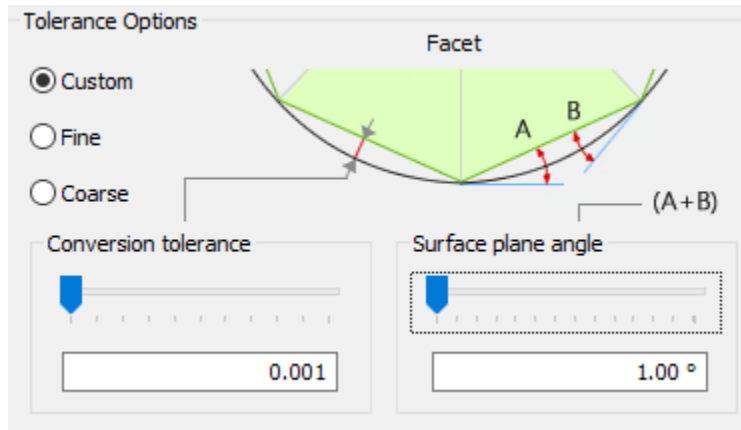 Tolerance Options
Facet
Custom
Fine
Coarse
A
B
(A+B)
Conversion tolerance
Surface plane angle
0.001
1.00 °